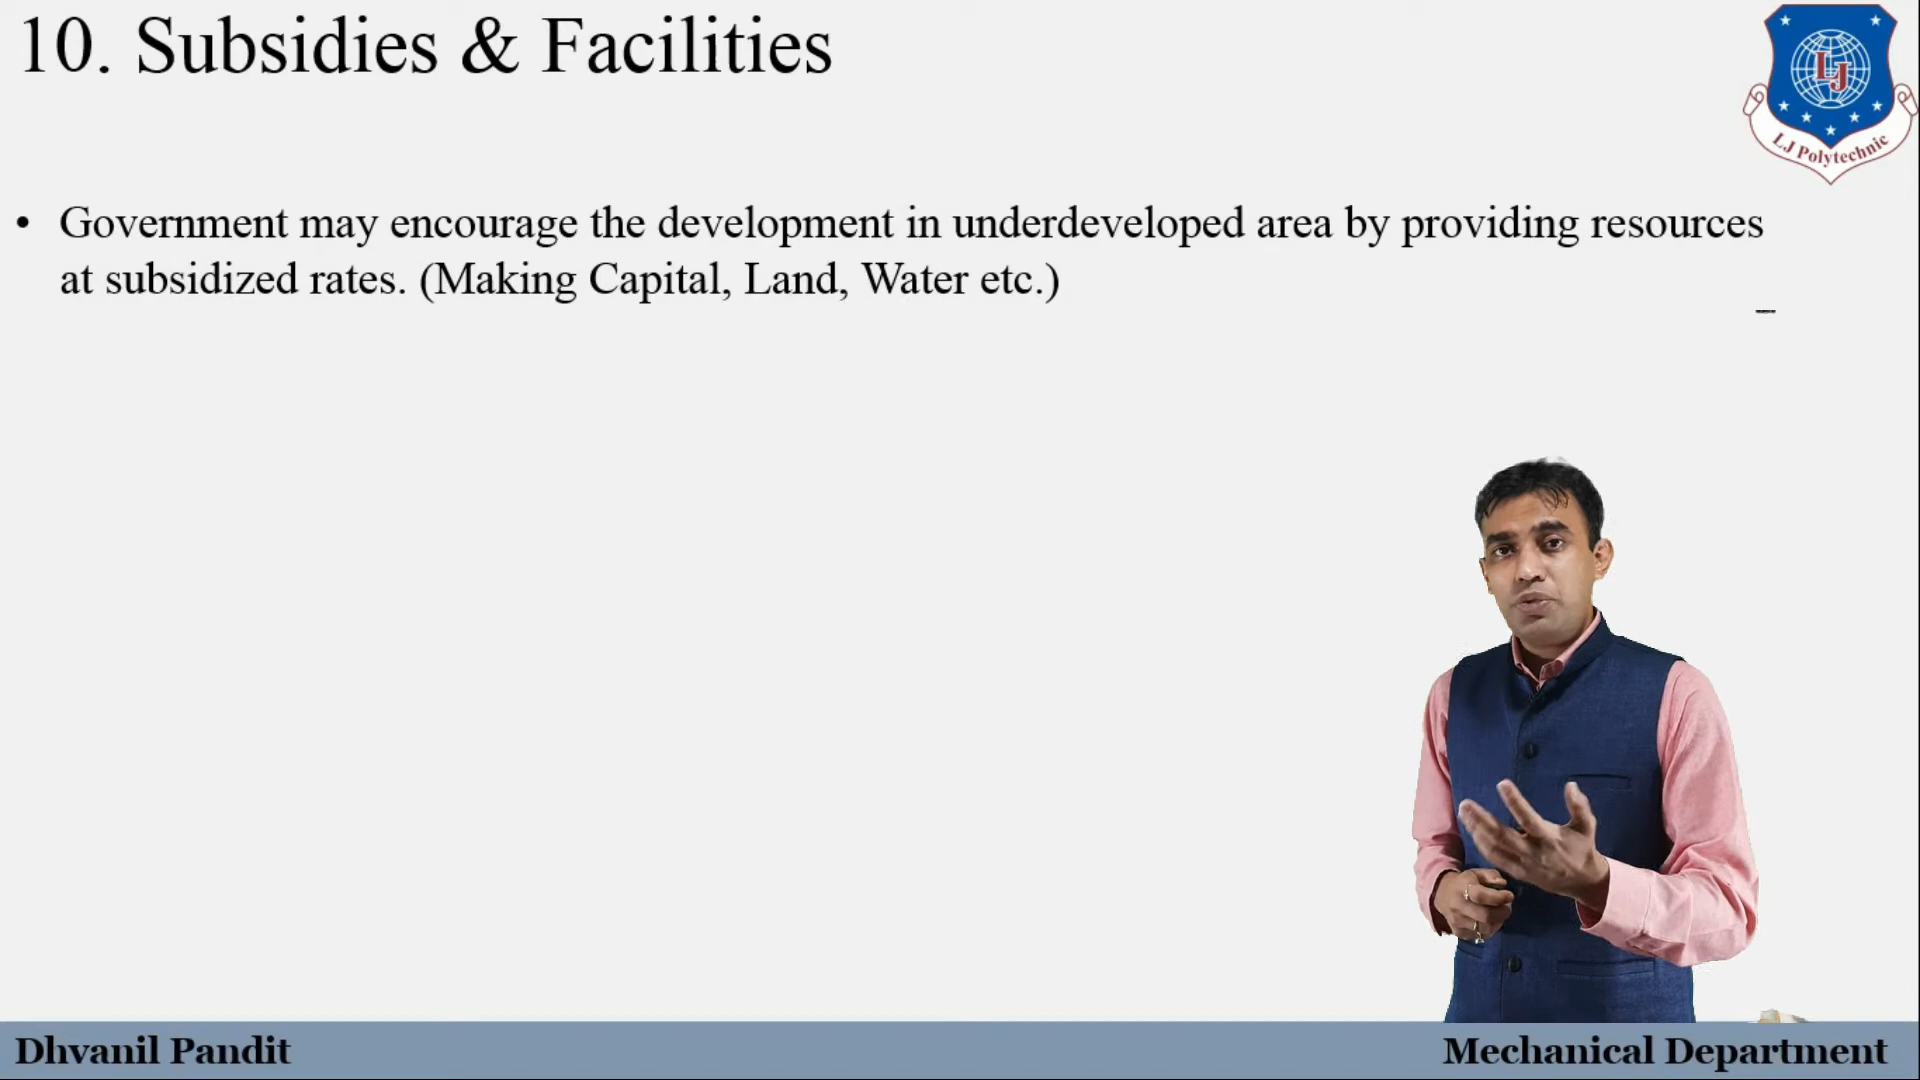 10. Subsidies & Facilities
LJ
LJ Polytechnic
• Government may encourage the development in underdeveloped area by providing resources
at subsidized rates. (Making Capital, Land, Water etc.)
Dhvanil Pandit
Mechanical Department